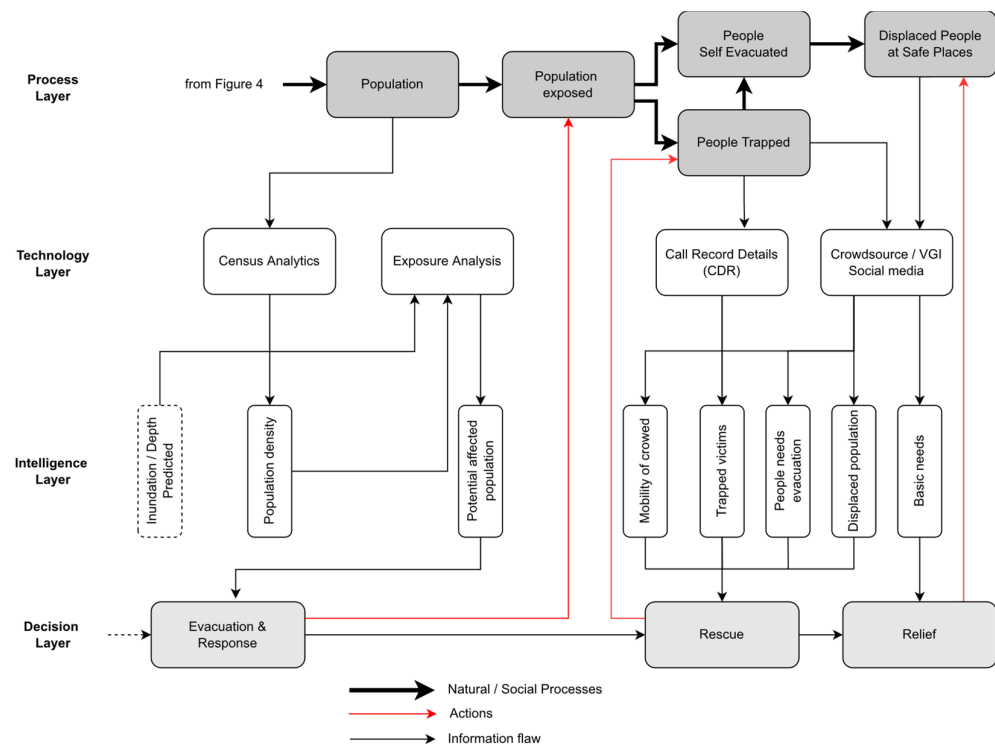 Process
Layer
from Figure 4
Population
Population
exposed
People
Self Evacuated
Displaced People
at Safe Places
People Trapped
Technology
Layer
Census Analytics
Exposure Analysis
Call Record Details
(CDR)
Crowdsource / VGI
Social media
Intelligence
Layer
Inundation / Depth
Predicted
Population density
Potential affected
population
Mobility of crowed
Trapped victims
People needs
evacuation
Displaced population
Basic needs
Decision
Layer
Evacuation &
Response
Rescue
Relief
Natural / Social Processes
Actions
Information flaw